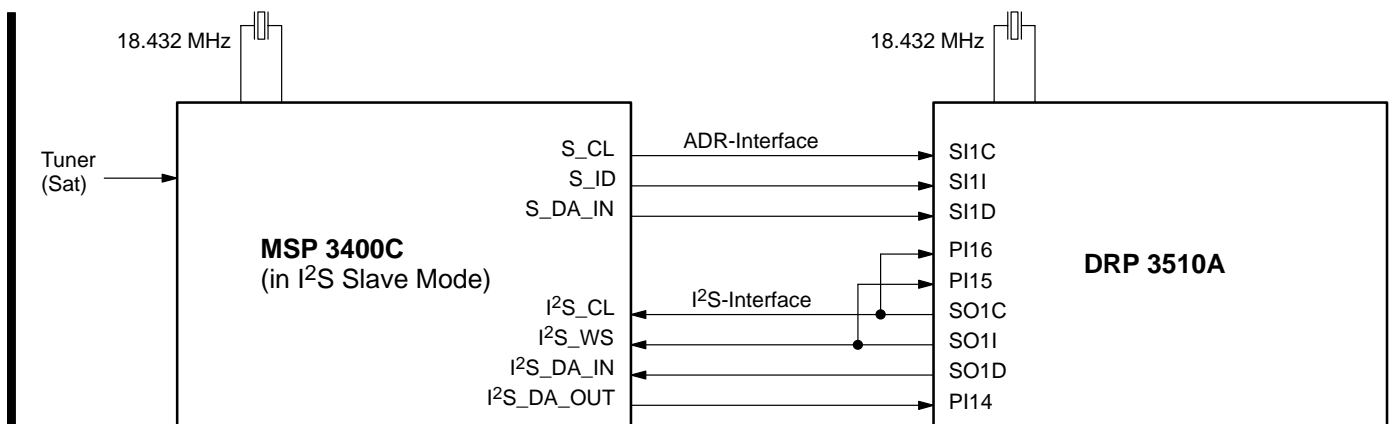 18.432 MHz
18.432 MHz
Tuner
(Sat)
MSP 3400C
(in I²S Slave Mode)
S_CL
S_ID
S_DA_IN
I²S_CL
I²S_WS
I²S_DA_IN
I²S_DA_OUT
ADR-Interface
I²S-Interface
SI1C
SI1I
SI1D
PI16
PI15
SO1C
SO1I
SO1D
PI14
DRP 3510A